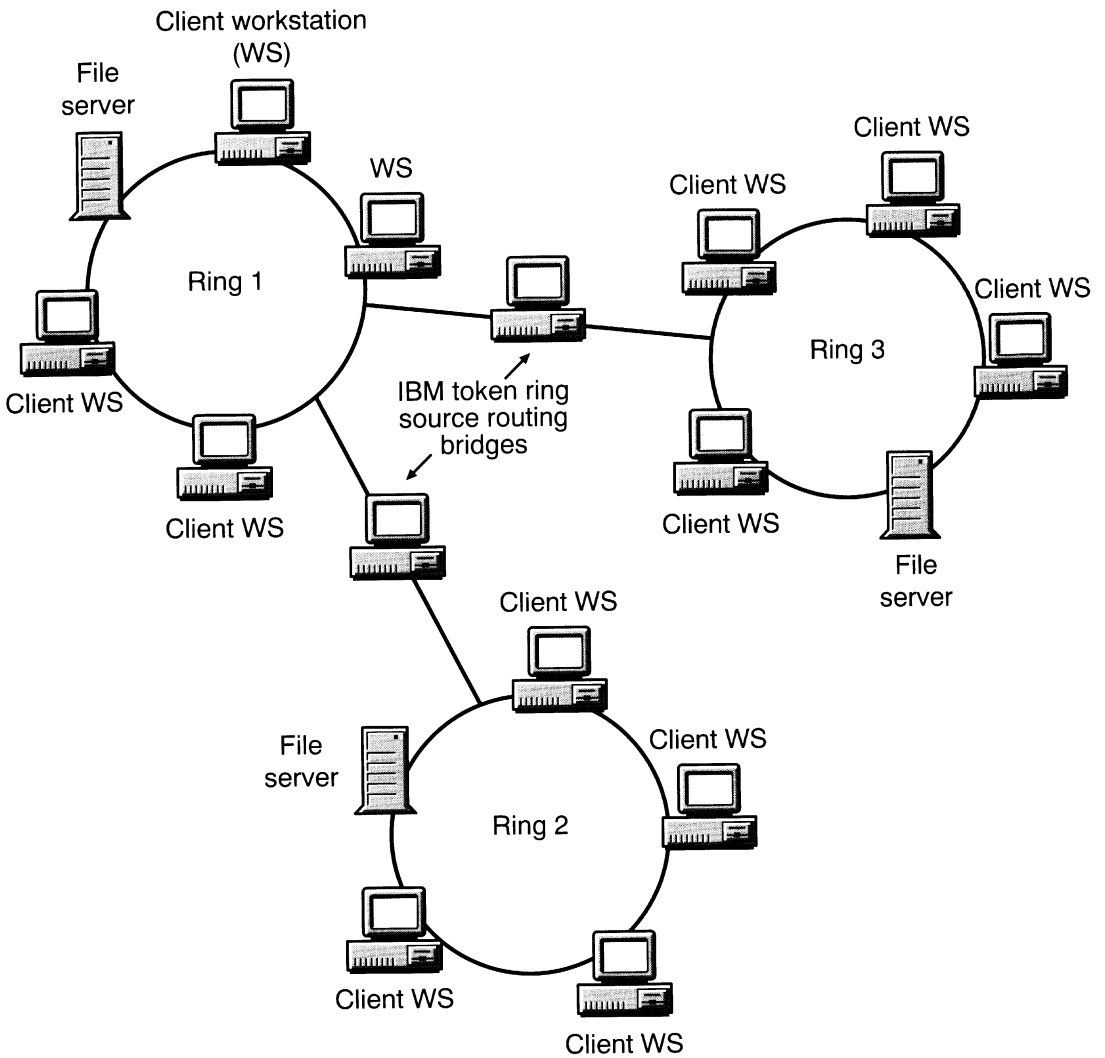 Client workstation
(WS)
File
server
WS
Ring 1
Client WS
Client WS
IBM token ring
source routing
bridges
Client WS
Client WS
Client WS
Ring 3
Client WS
File
server
Client WS
Client WS
File
server
Ring 2
Client WS
Client WS